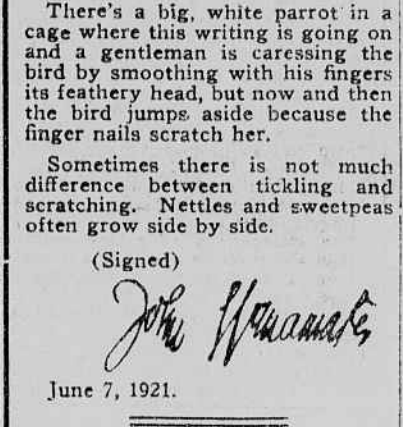 There's a big, white parrot in a
cage where this writing is going on
and a gentleman is caressing the
bird by smoothing with his fingers
its feathery head, but now and then
the bird jumps aside because the
finger nails scratch her.
Sometimes there is not much
difference between tickling and
scratching. Nettles and sweetpeas
often grow side by side.
(Signed)
John Wanamaker
June 7, 1921.